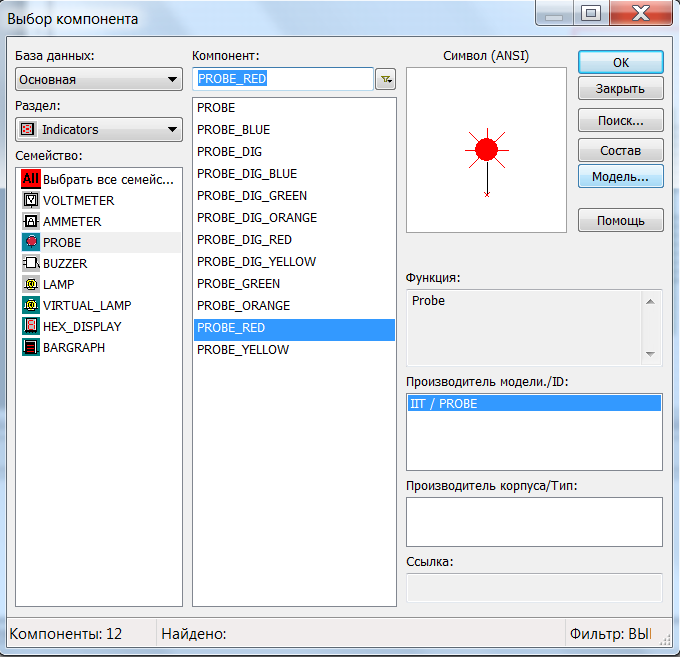 Выбор компонента
База данных:
Основная
Раздел:
Indicators
Семейство:
All Выбрать все семейс...
VOLTMETER
AMMETER
PROBE
BUZZER
LAMP
VIRTUAL_LAMP
HEX_DISPLAY
BARGRAPH
Компонент:
PROBE_RED
PROBE
PROBE_BLUE
PROBE_DIG
PROBE_DIG_BLUE
PROBE_DIG_GREEN
PROBE_DIG_ORANGE
PROBE_DIG_RED
PROBE_DIG_YELLOW
PROBE_GREEN
PROBE_ORANGE
PROBE_RED
PROBE_YELLOW
Символ (ANSI)
OK
Закрыть
Поиск...
Состав
Модель...
Помощь
Функция:
Probe
Производитель модели./ID:
IIT / PROBE
Производитель корпуса/Тип:
Ссылка:
Компоненты: 12
Найдено:
Фильтр: ВЫ